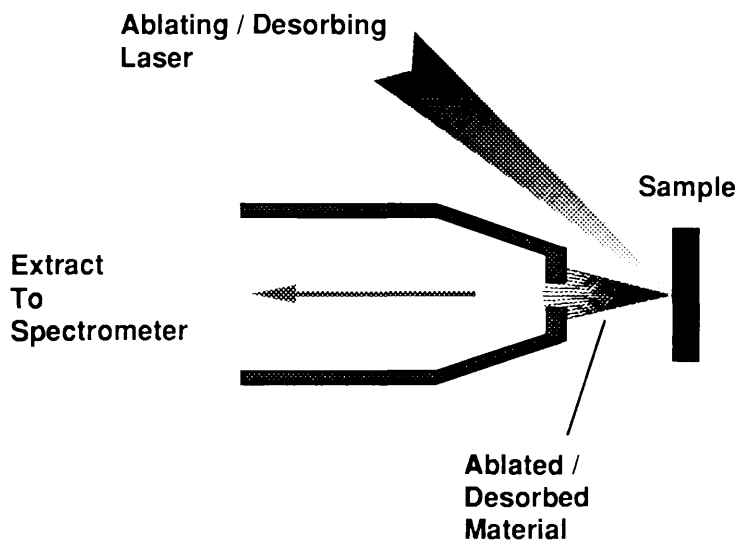 Ablating / Desorbing
Laser
Sample
Extract
To
Spectrometer
Ablated /
Desorbed
Material